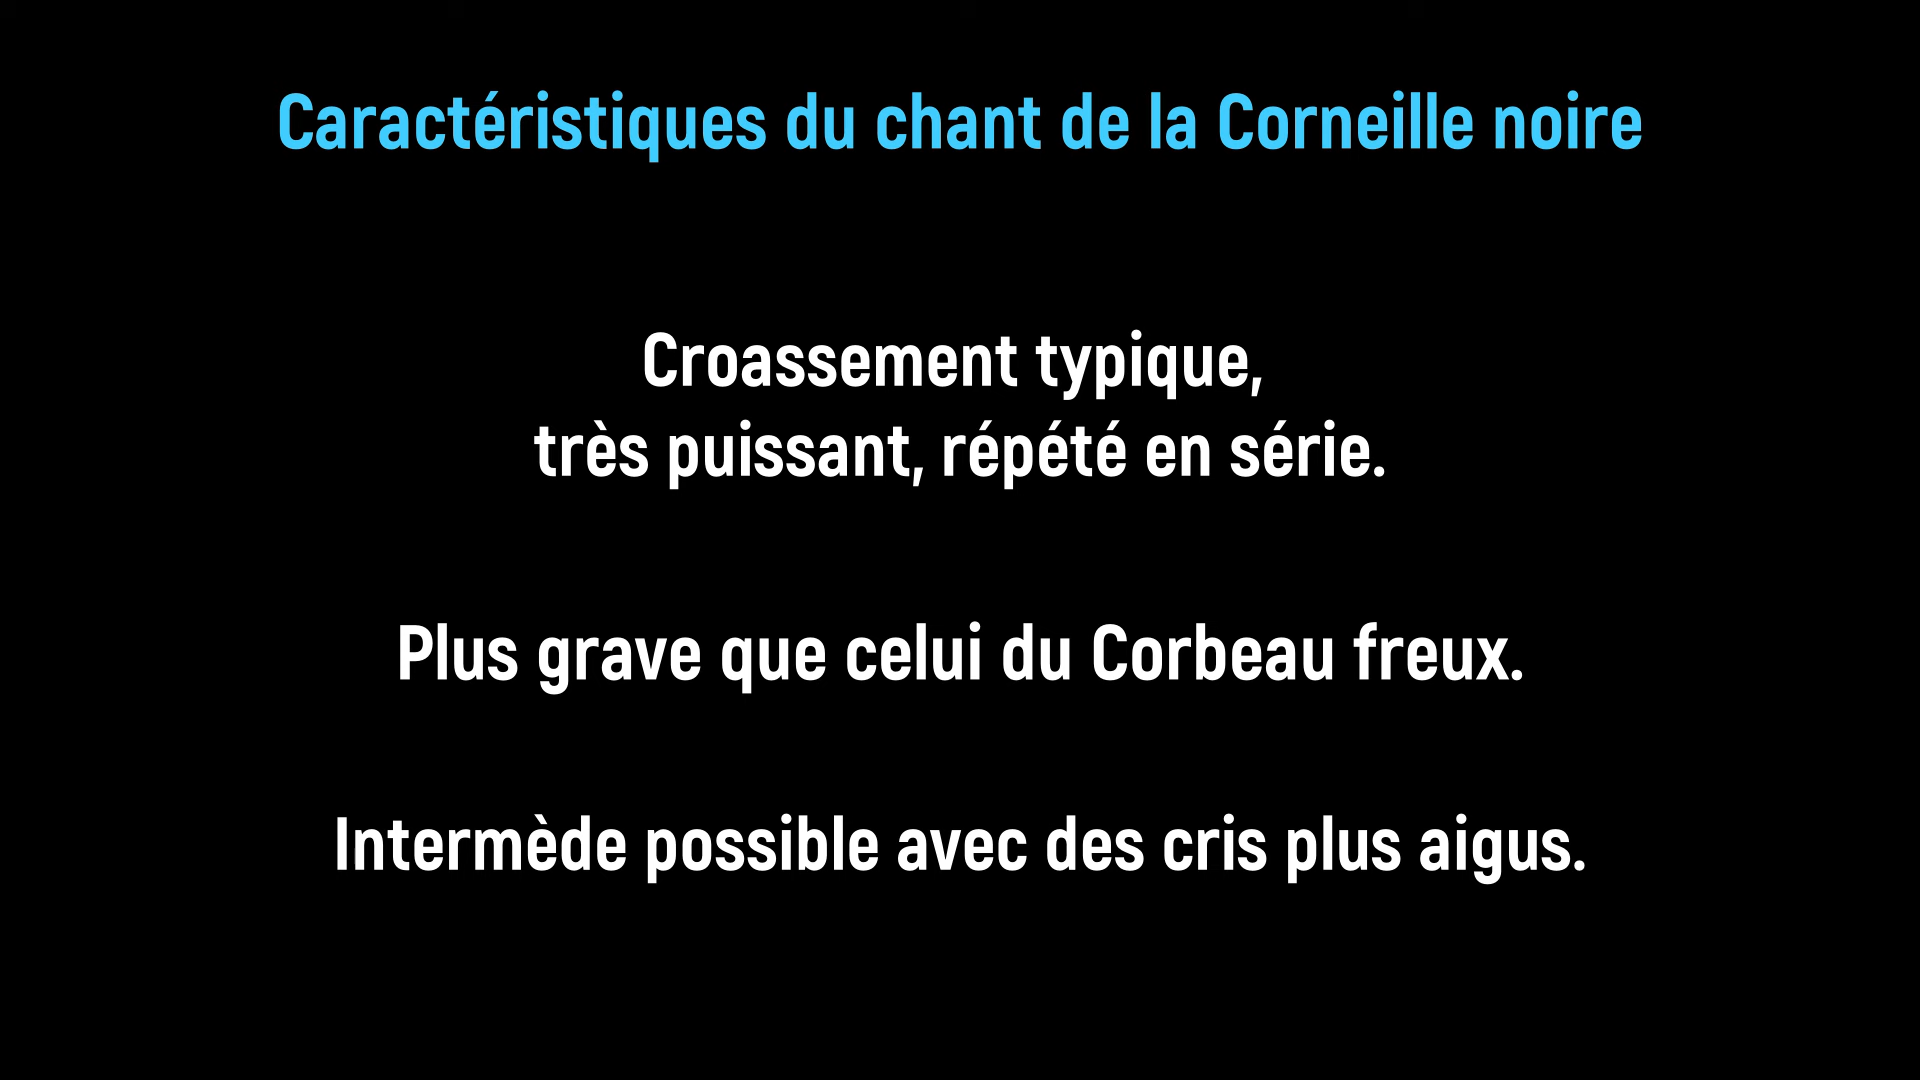 Caractéristiques du chant de la Corneille noire
Croassement typique,
très puissant, répété en série.
Plus grave que celui du Corbeau freux.
Intermède possible avec des cris plus aigus.